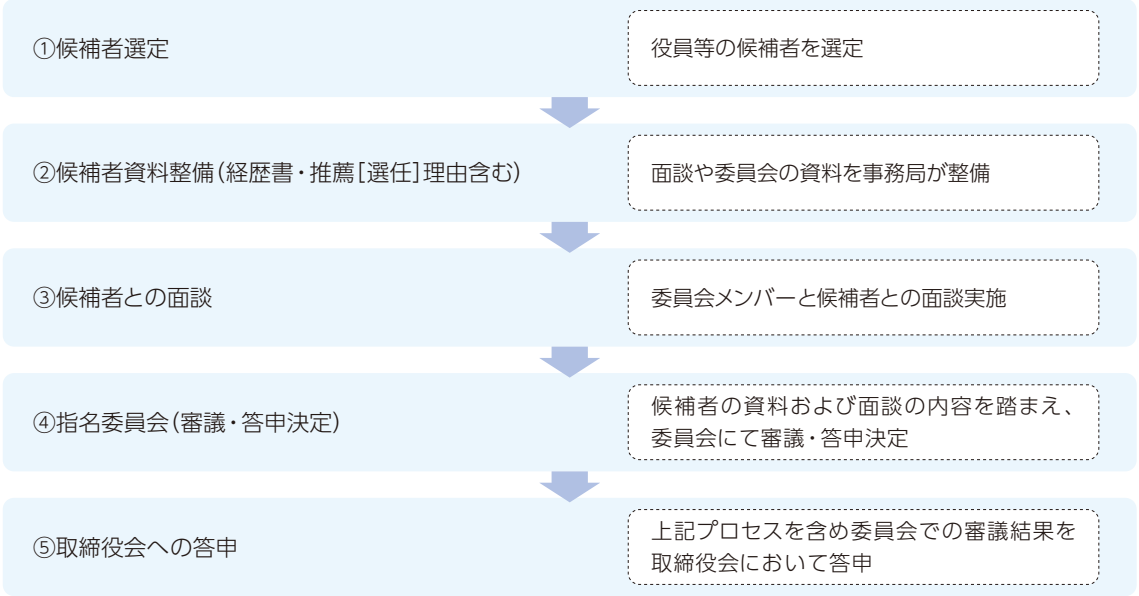 ①候補者選定
役員等の候補者を選定
②候補者資料整備(経歴書・推薦[選任]理由含む)
面談や委員会の資料を事務局が整備
③候補者との面談
委員会メンバーと候補者との面談実施
④指名委員会(審議・答申決定)
候補者の資料および面談の内容を踏まえ、
委員会にて審議・答申決定
⑤取締役会への答申
上記プロセスを含め委員会での審議結果を
取締役会において答申